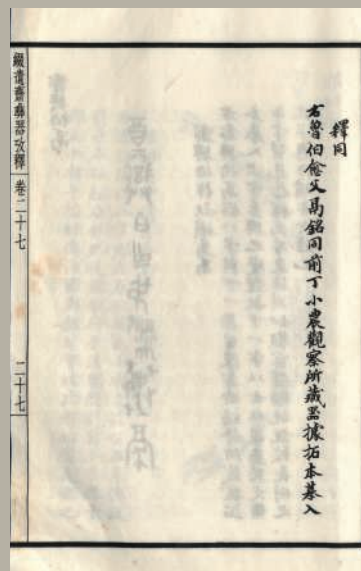 釋同
右魯伯愈父鬲銘同前丁小農觀察所藏器據拓本摹入
綴遺齋彝器攷釋 卷二十七 二十七